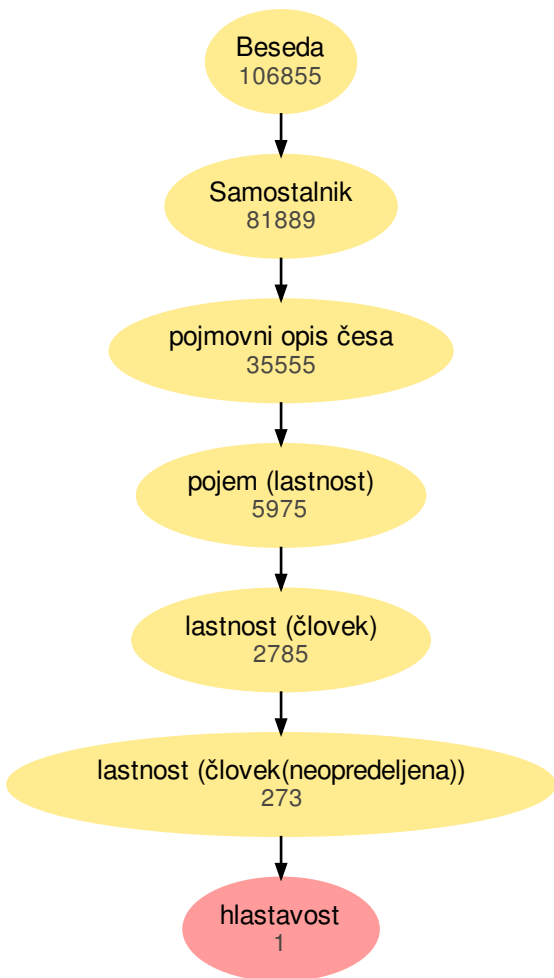 Beseda
106855
Samostalnik
81889
pojmovni opis česa
35555
pojem (lastnost)
5975
lastnost (človek)
2785
lastnost (človek(neopredeljena))
273
hlastavost
1